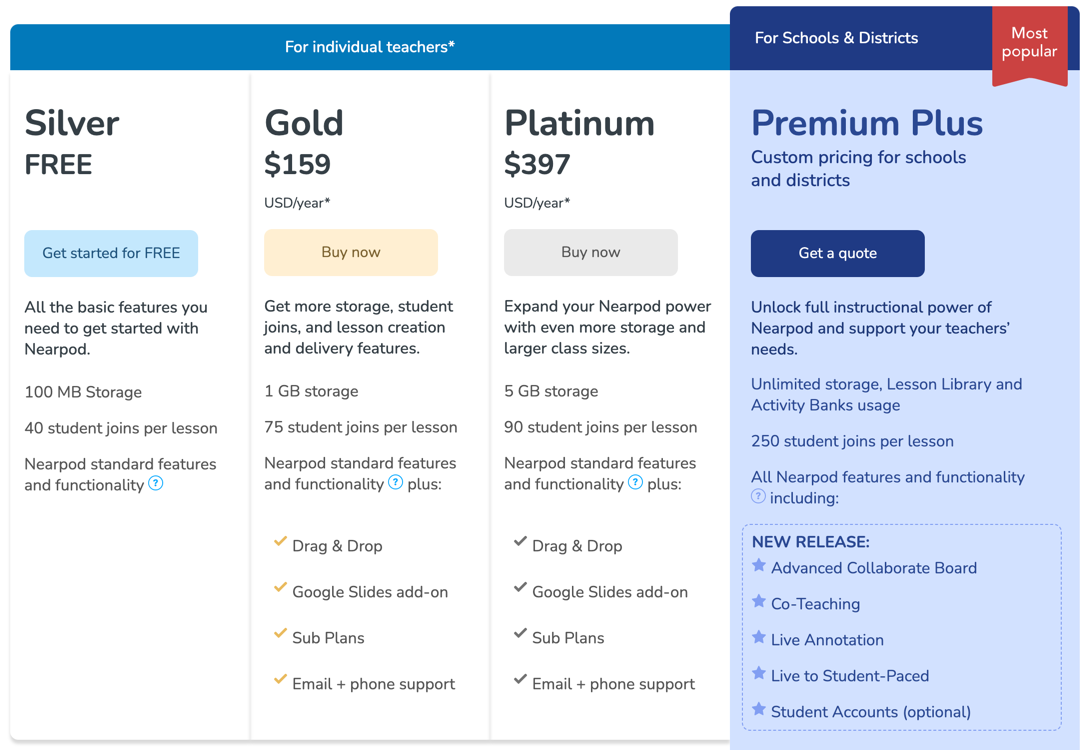 For individual teachers*
For Schools & Districts
Most
popular
Silver
FREE
Get started for FREE
All the basic features you
need to get started with
Nearpod.
100 MB Storage
40 student joins per lesson
Nearpod standard features
and functionality ?
Gold
$159
USD/year*
Buy now
Get more storage, student
joins, and lesson creation
and delivery features.
1 GB storage
75 student joins per lesson
Nearpod standard features
and functionality ? plus:
Drag & Drop
Google Slides add-on
Sub Plans
Email + phone support
Platinum
$397
USD/year*
Buy now
Expand your Nearpod power
with even more storage and
larger class sizes.
5 GB storage
90 student joins per lesson
Nearpod standard features
and functionality ? plus:
Drag & Drop
Google Slides add-on
Sub Plans
Email + phone support
Premium Plus
Custom pricing for schools
and districts
Get a quote
Unlock full instructional power of
Nearpod and support your teachers’
needs.
Unlimited storage, Lesson Library and
Activity Banks usage
250 student joins per lesson
All Nearpod features and functionality
? including:
NEW RELEASE:
Advanced Collaborate Board
Co-Teaching
Live Annotation
Live to Student-Paced
Student Accounts (optional)